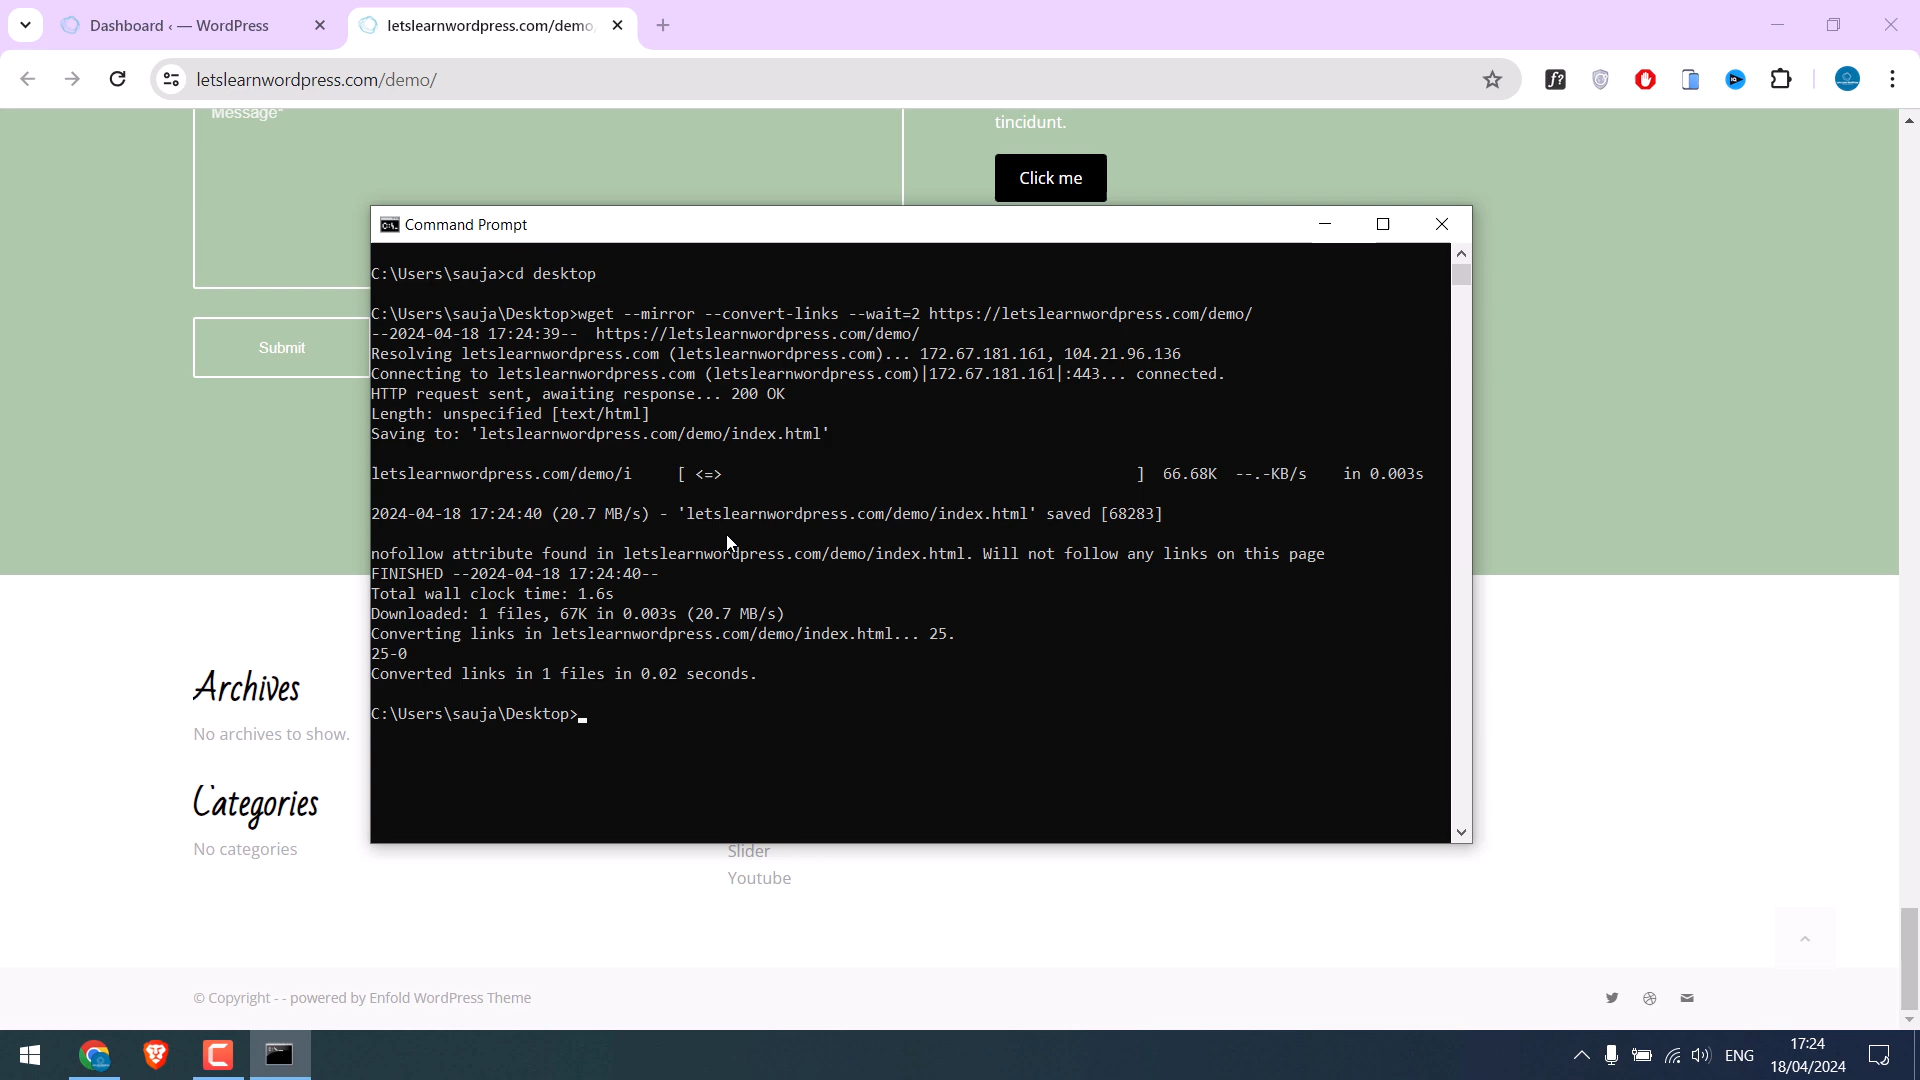 Dashboard ‹ — WordPress
letslearnwordpress.com/demo
letslearnwordpress.com/demo/
f?
Message*
tincidunt.
Click me
Submit
Command Prompt
C:\Users\sauja>cd desktop
C:\Users\sauja\Desktop>wget --mirror --convert-links --wait=2 https://letslearnwordpress.com/demo/
--2024-04-18 17:24:39-- https://letslearnwordpress.com/demo/
Resolving letslearnwordpress.com (letslearnwordpress.com)... 172.67.181.161, 104.21.96.136
Connecting to letslearnwordpress.com (letslearnwordpress.com)|172.67.181.161|:443... connected.
HTTP request sent, awaiting response... 200 OK
Length: unspecified [text/html]
Saving to: 'letslearnwordpress.com/demo/index.html'
letslearnwordpress.com/demo/i [ <=> ] 66.68K --.-KB/s in 0.003s
2024-04-18 17:24:40 (20.7 MB/s) - 'letslearnwordpress.com/demo/index.html' saved [68283]
nofollow attribute found in letslearnwordpress.com/demo/index.html. Will not follow any links on this page
FINISHED --2024-04-18 17:24:40--
Total wall clock time: 1.6s
Downloaded: 1 files, 67K in 0.003s (20.7 MB/s)
Converting links in letslearnwordpress.com/demo/index.html... 25.
25-0
Converted links in 1 files in 0.02 seconds.
C:\Users\sauja\Desktop>
Archives
No archives to show.
Categories
No categories
Slider
Youtube
© Copyright - - powered by Enfold WordPress Theme
ENG
17:24
18/04/2024